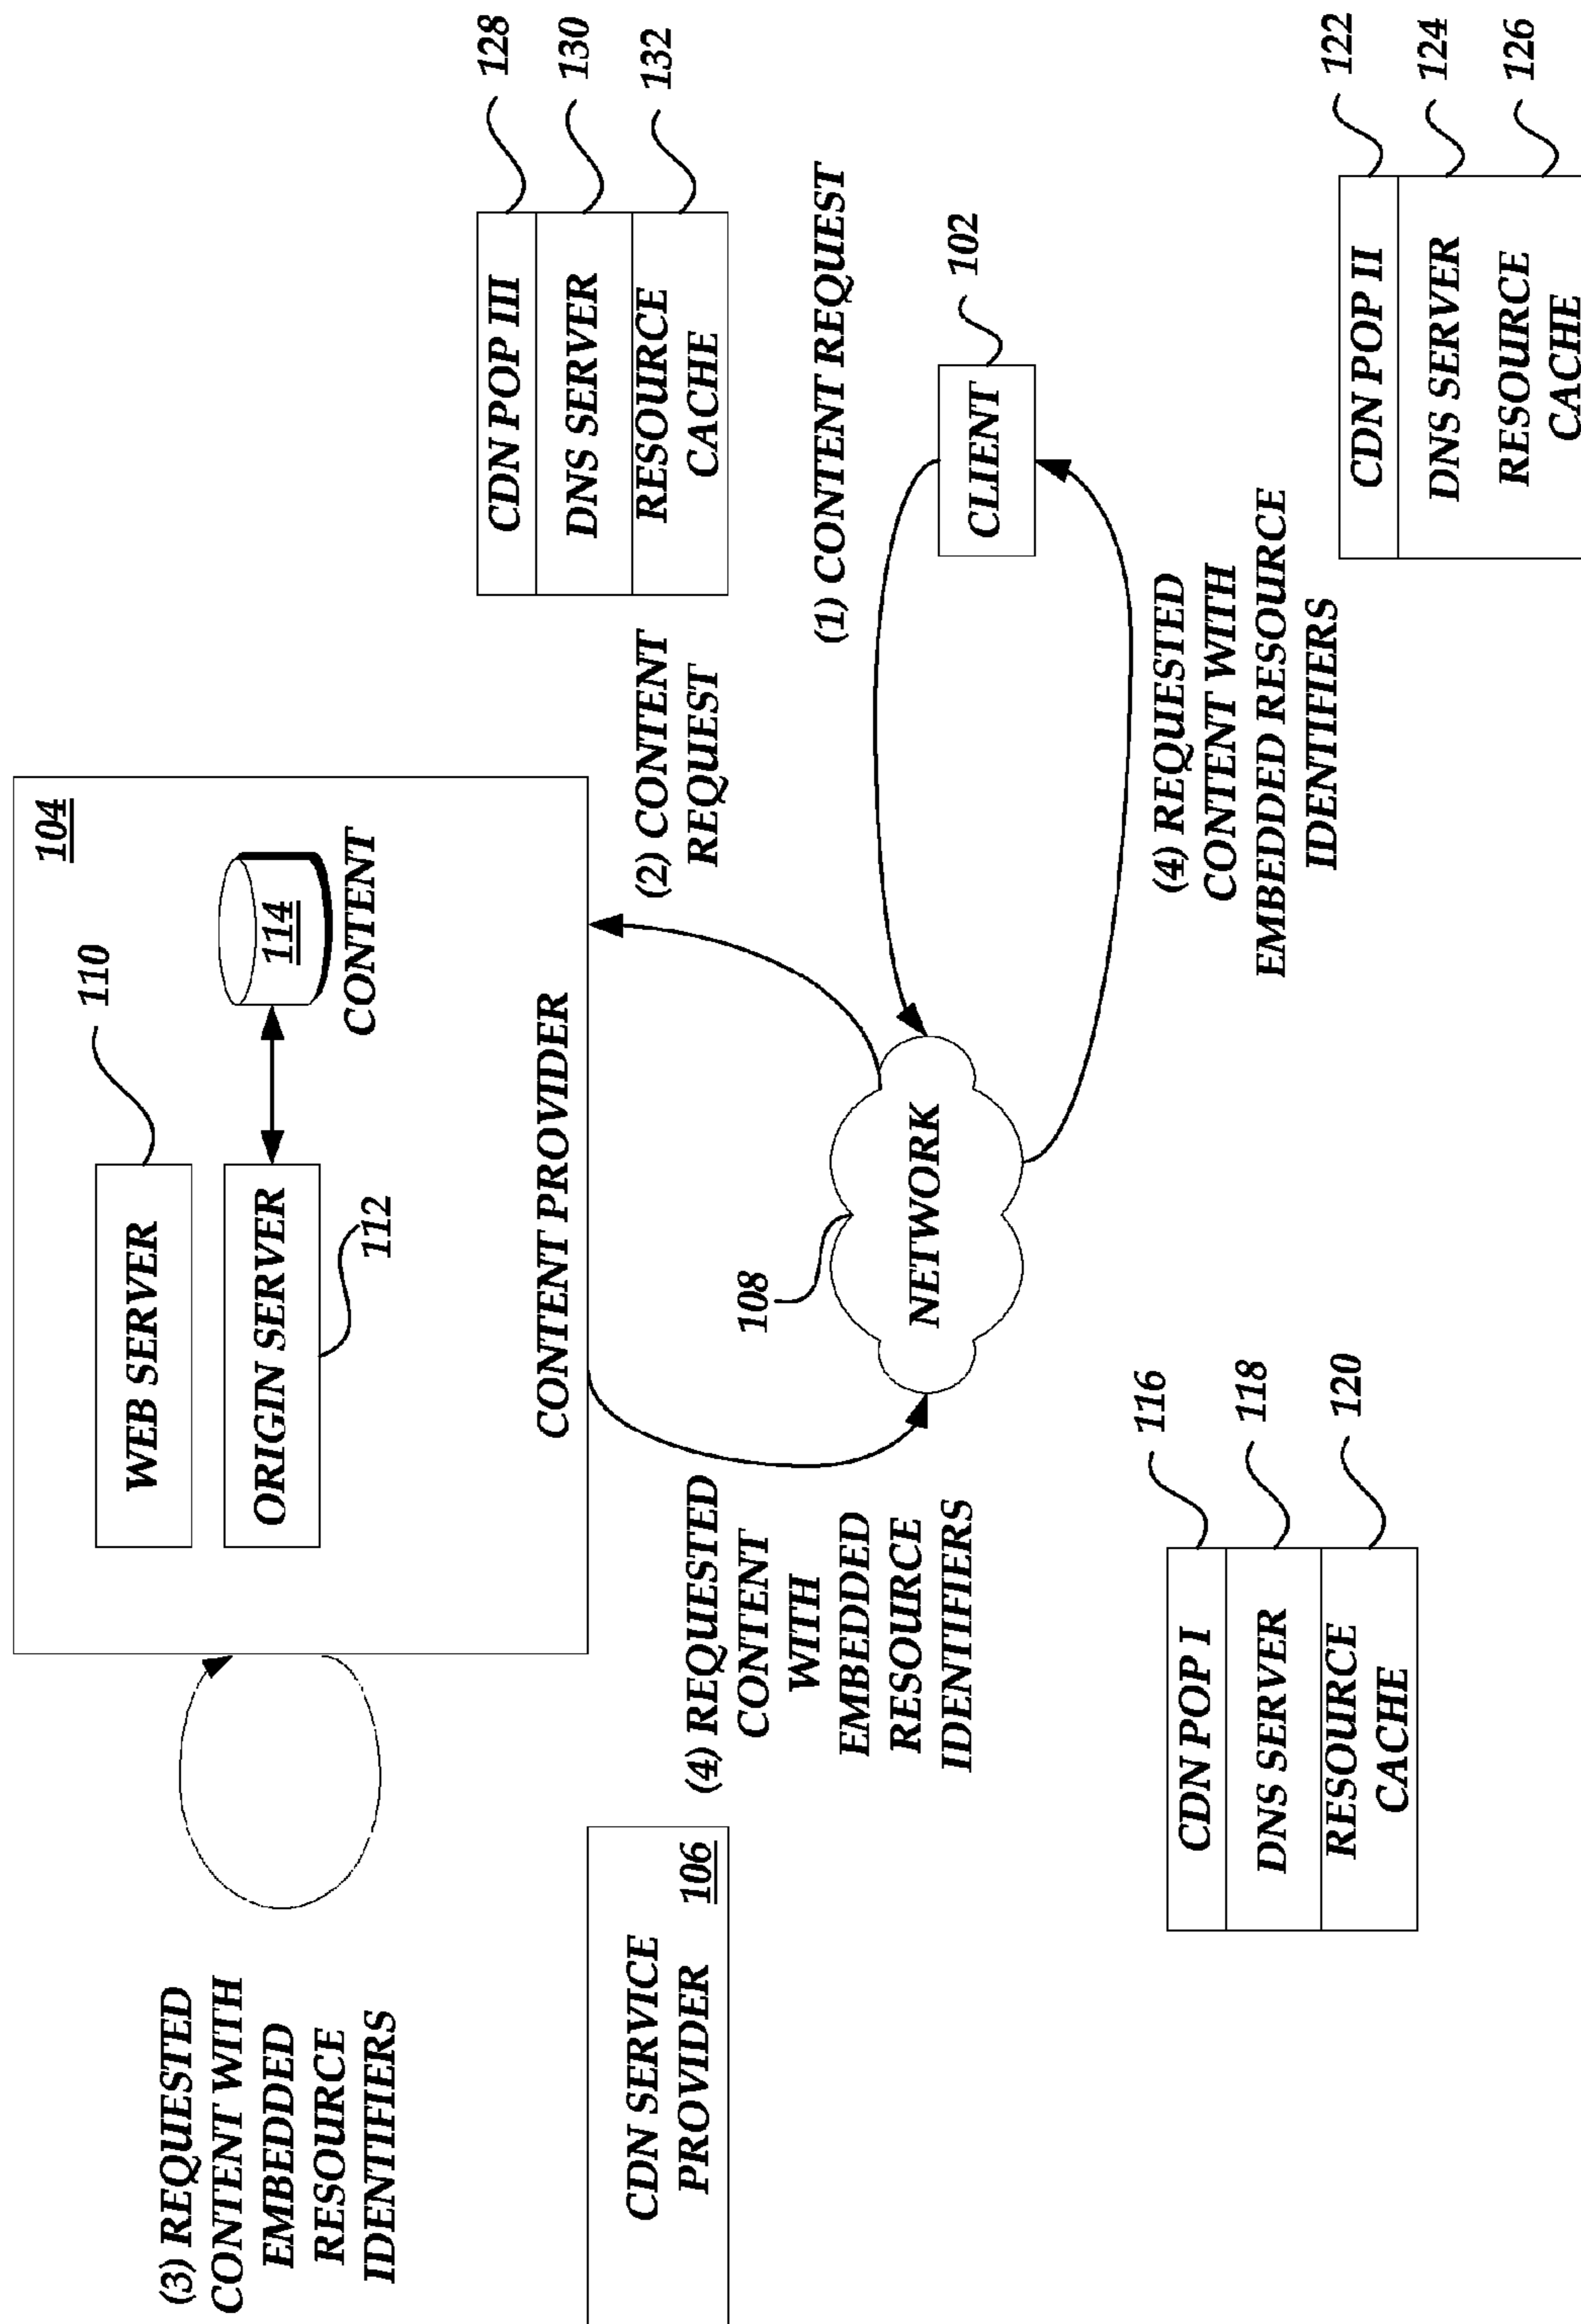 (3) REQUESTED
CONTENT WITH
EMBEDDED
RESOURCE
IDENTIFIERS
104
WEB SERVER
110
ORIGIN SERVER
112
114
CONTENT
CONTENT PROVIDER
CDN SERVICE
PROVIDER
106
(4) REQUESTED
CONTENT
WITH
EMBEDDED
RESOURCE
IDENTIFIERS
(2) CONTENT
REQUEST
CDN POP III
128
DNS SERVER
130
RESOURCE
CACHE
132
108
NETWORK
(1) CONTENT REQUEST
CLIENT
102
(4) REQUESTED
CONTENT WITH
EMBEDDED RESOURCE
IDENTIFIERS
CDN POP I
116
DNS SERVER
118
RESOURCE
CACHE
120
CDN POP II
122
DNS SERVER
124
RESOURCE
CACHE
126